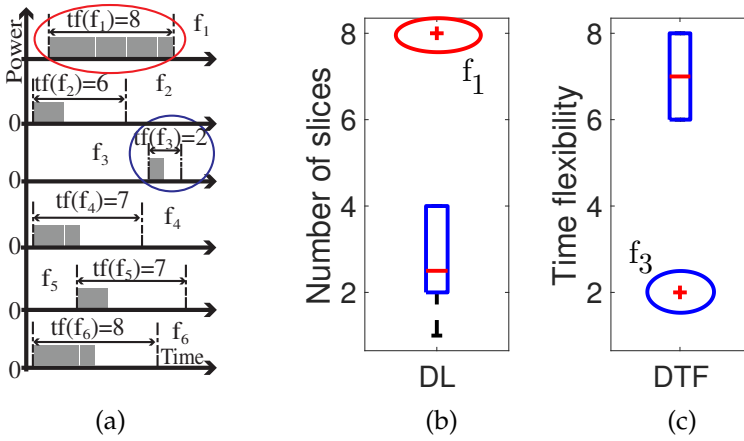 Power
tf(f1)=8
f1
0
tf(f2)=6
f2
0
tf(f3)=2
f3
0
tf(f4)=7
f4
0
tf(f5)=7
f5
0
tf(f6)=8
f6
Time
0
(a)
Number of slices
8
6
4
2
f1
DL
(b)
Time flexibility
8
6
4
2
f3
DTF
(c)